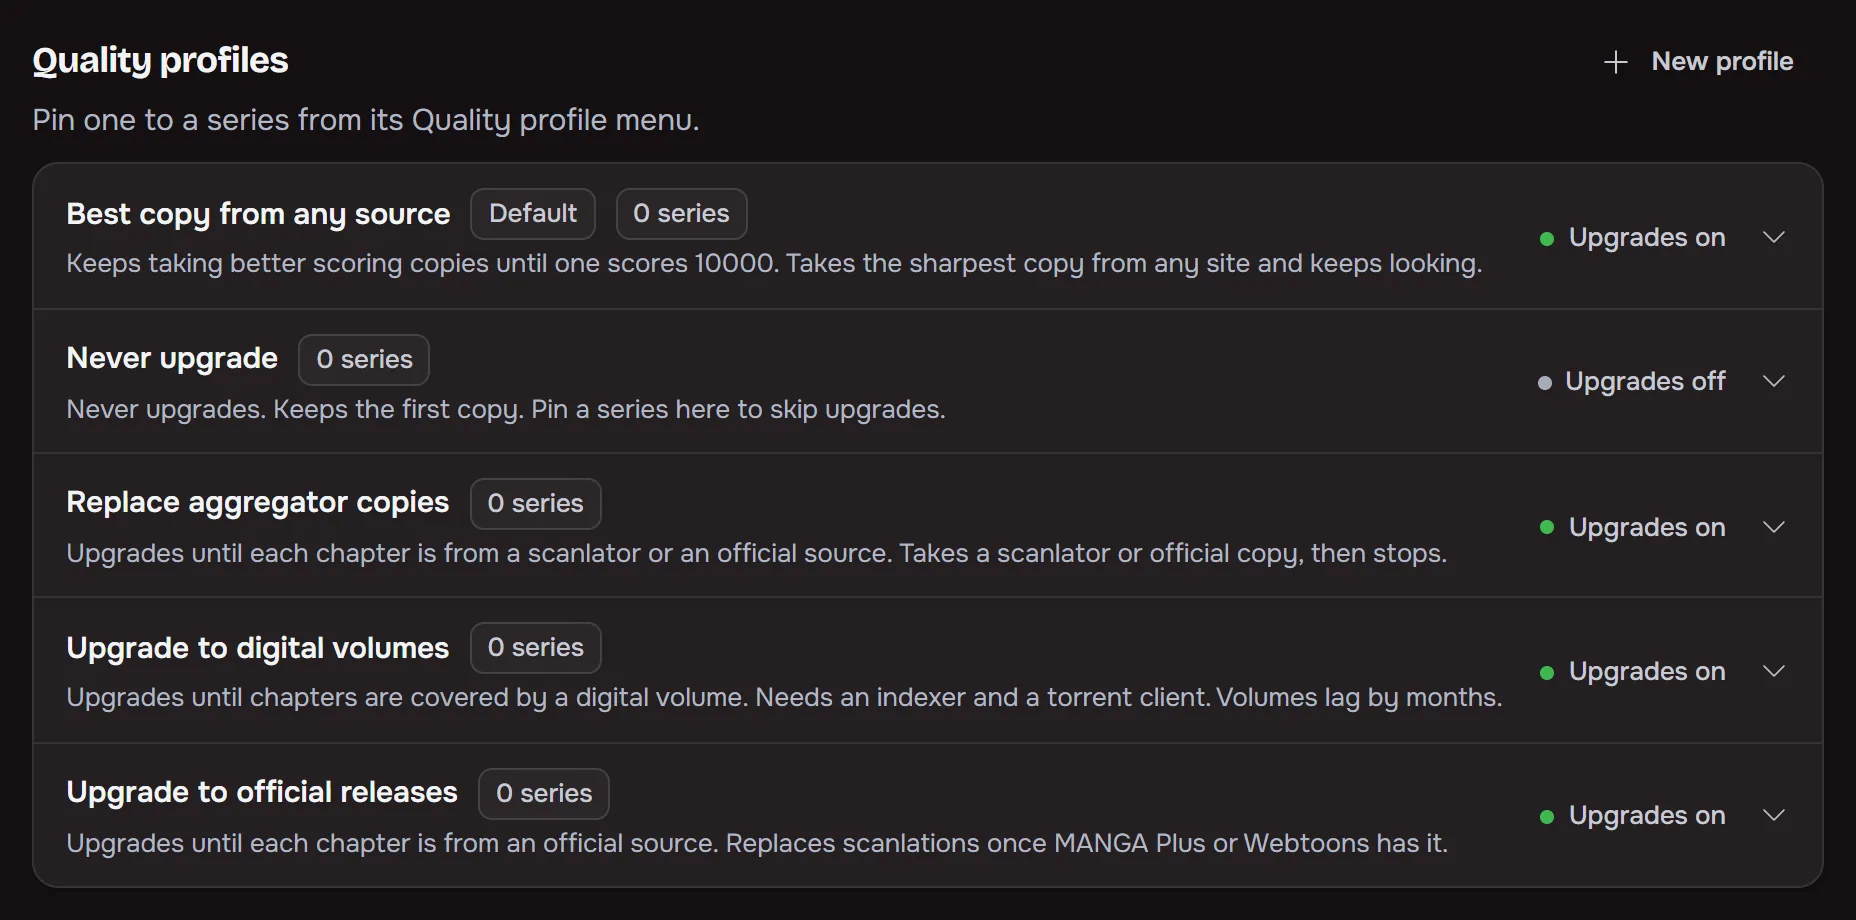 Quality profiles
New profile
Pin one to a series from its Quality profile menu.
Best copy from any source Default 0 series
Upgrades on
Keeps taking better scoring copies until one scores 10000. Takes the sharpest copy from any site and keeps looking.
Never upgrade 0 series
Upgrades off
Never upgrades. Keeps the first copy. Pin a series here to skip upgrades.
Replace aggregator copies 0 series
Upgrades on
Upgrades until each chapter is from a scanlator or an official source. Takes a scanlator or official copy, then stops.
Upgrade to digital volumes 0 series
Upgrades on
Upgrades until chapters are covered by a digital volume. Needs an indexer and a torrent client. Volumes lag by months.
Upgrade to official releases 0 series
Upgrades on
Upgrades until each chapter is from an official source. Replaces scanlations once MANGA Plus or Webtoons has it.